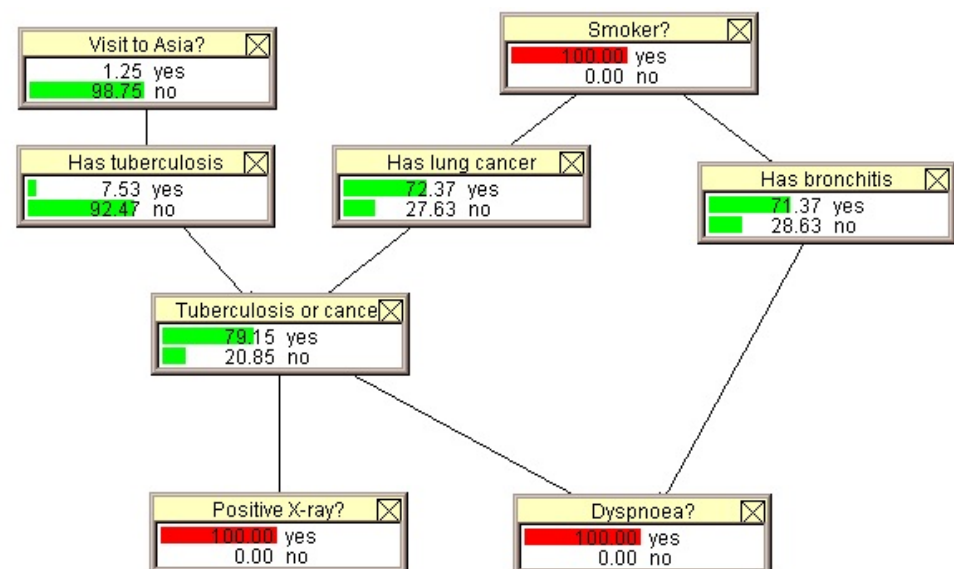 Visit to Asia?
1.25 yes
98.75 no
Smoker?
100.00 yes
0.00 no
Has tuberculosis
7.53 yes
92.47 no
Has lung cancer
72.37 yes
27.63 no
Has bronchitis
71.37 yes
28.63 no
Tuberculosis or cance
79.15 yes
20.85 no
Positive X-ray?
100.00 yes
0.00 no
Dyspnoea?
100.00 yes
0.00 no